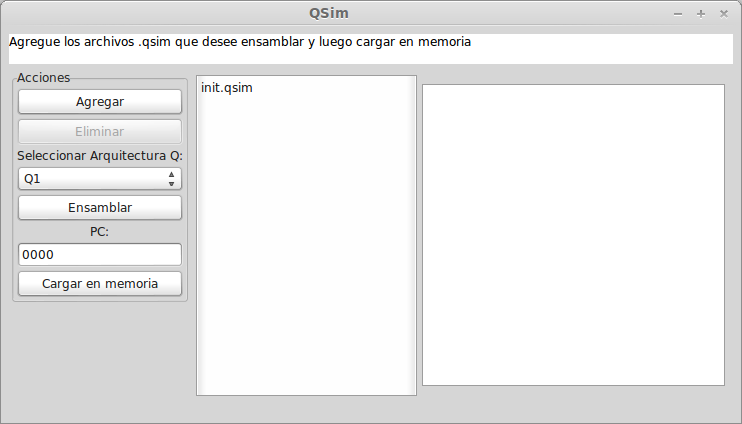 QSim
Agregue los archivos .qsim que desee ensamblar y luego cargar en memoria
Acciones
Agregar
Eliminar
Seleccionar Arquitectura Q:
Q1
Ensamblar
PC:
0000
Cargar en memoria
init.qsim